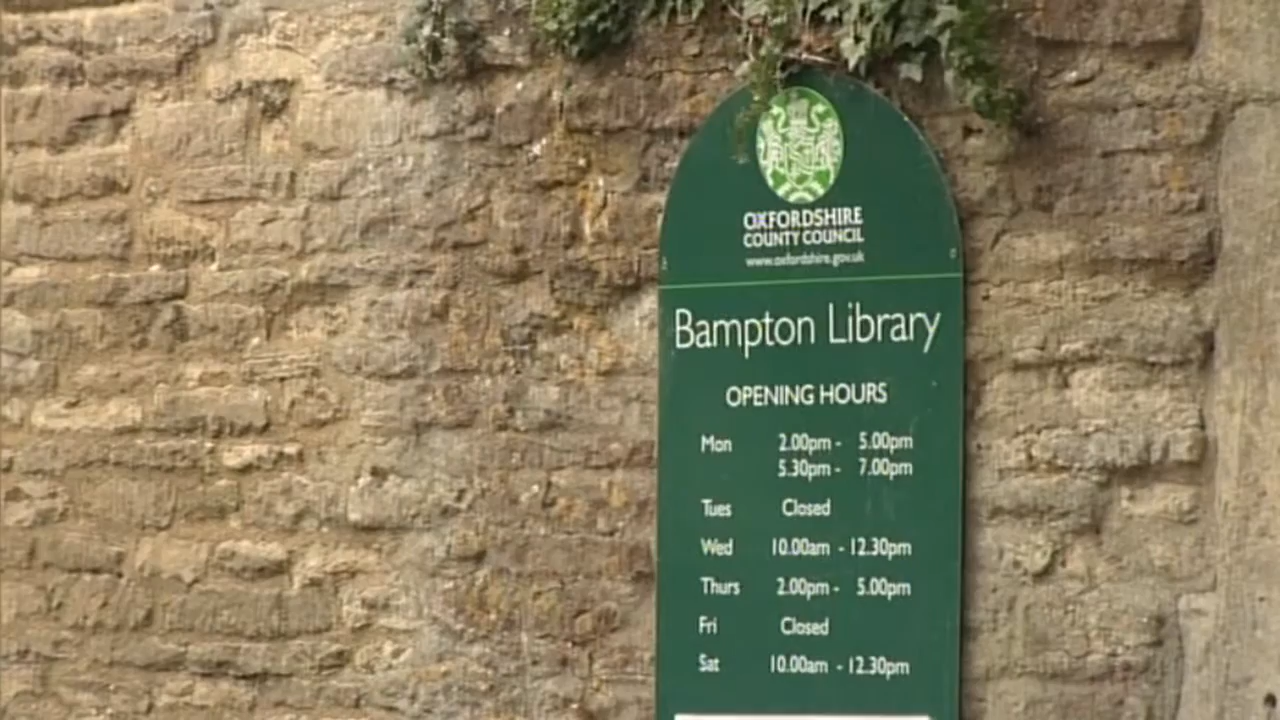 OXFORDSHIRE
COUNTY COUNCIL
www.oxfordshire.gov.uk
Bampton Library
OPENING HOURS
Mon 2.00pm - 5.00pm
5.30pm - 7.00pm
Tues Closed
Wed 10.00am - 12.30pm
Thurs 2.00pm - 5.00pm
Fri Closed
Sat 10.00am - 12.30pm